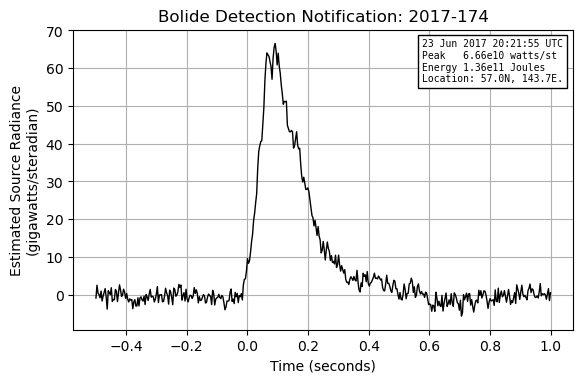 Bolide Detection Notification: 2017-174
23 Jun 2017 20:21:55 UTC
Peak   6.66e10 watts/st
Energy 1.36e11 Joules
Location: 57.0N, 143.7E.
Estimated Source Radiance
(gigawatts/steradian)
70
60
50
40
30
20
10
0
−0.4 −0.2 0.0 0.2 0.4 0.6 0.8 1.0
Time (seconds)